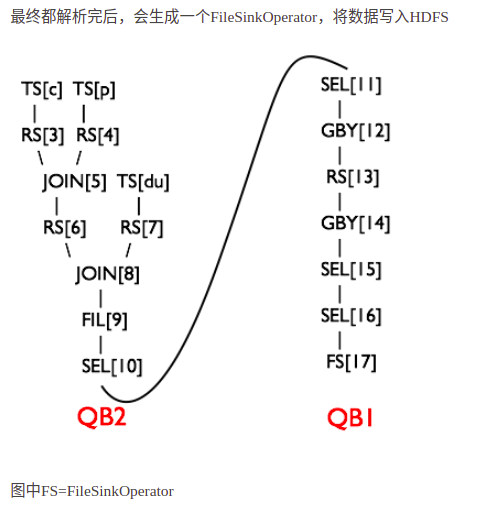 最终都解析完后，会生成一个FileSinkOperator，将数据写入HDFS
TS[c] TS[p]
RS[3] RS[4]
JOIN[5] TS[du]
RS[6] RS[7]
JOIN[8]
FIL[9]
SEL[10]
QB2
SEL[11]
GBY[12]
RS[13]
GBY[14]
SEL[15]
SEL[16]
FS[17]
QB1
图中FS=FileSinkOperator